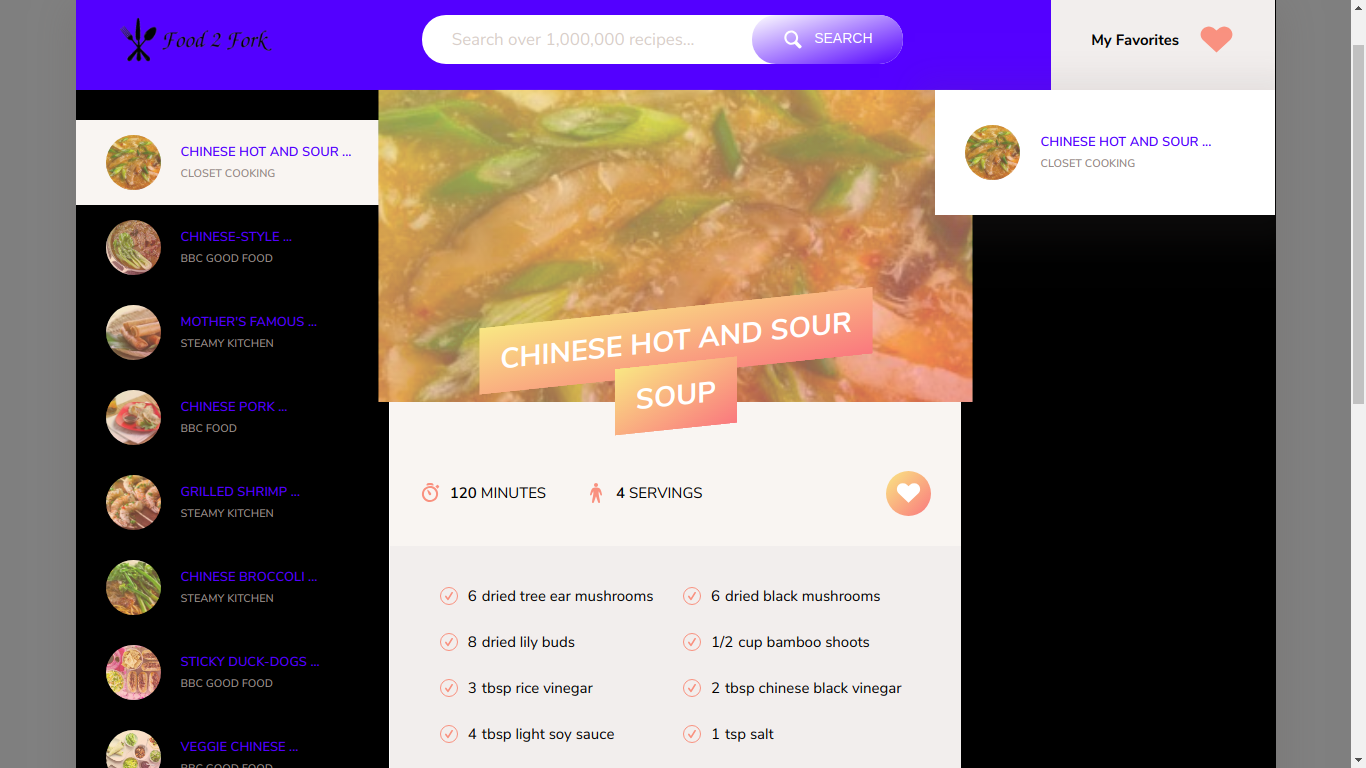 Food 2 Fork
Search over 1,000,000 recipes...
SEARCH
My Favorites
CHINESE HOT AND SOUR ...
CLOSET COOKING
CHINESE-STYLE ...
BBC GOOD FOOD
MOTHER'S FAMOUS ...
STEAMY KITCHEN
CHINESE PORK ...
BBC FOOD
GRILLED SHRIMP ...
STEAMY KITCHEN
CHINESE BROCCOLI ...
STEAMY KITCHEN
STICKY DUCK-DOGS ...
BBC GOOD FOOD
VEGGIE CHINESE ...
BBC GOOD FOOD
CHINESE HOT AND SOUR
SOUP
120 MINUTES
4 SERVINGS
6 dried tree ear mushrooms
6 dried black mushrooms
8 dried lily buds
1/2 cup bamboo shoots
3 tbsp rice vinegar
2 tbsp chinese black vinegar
4 tbsp light soy sauce
1 tsp salt
CHINESE HOT AND SOUR ...
CLOSET COOKING